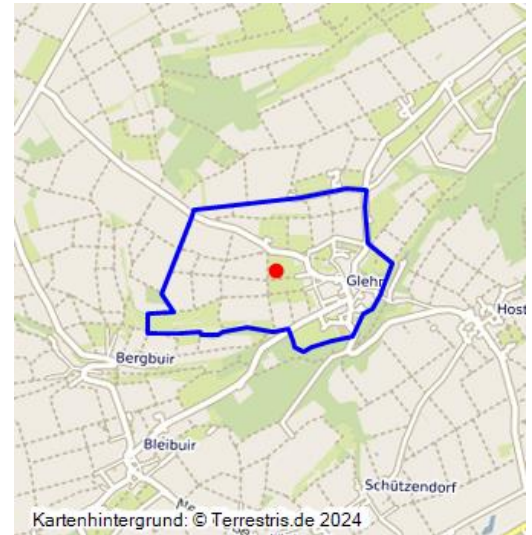 Glehn
Host
Bergbuir
Bleibuir
Schützendorf
Kartenhintergrund: © Terrestris.de 2024